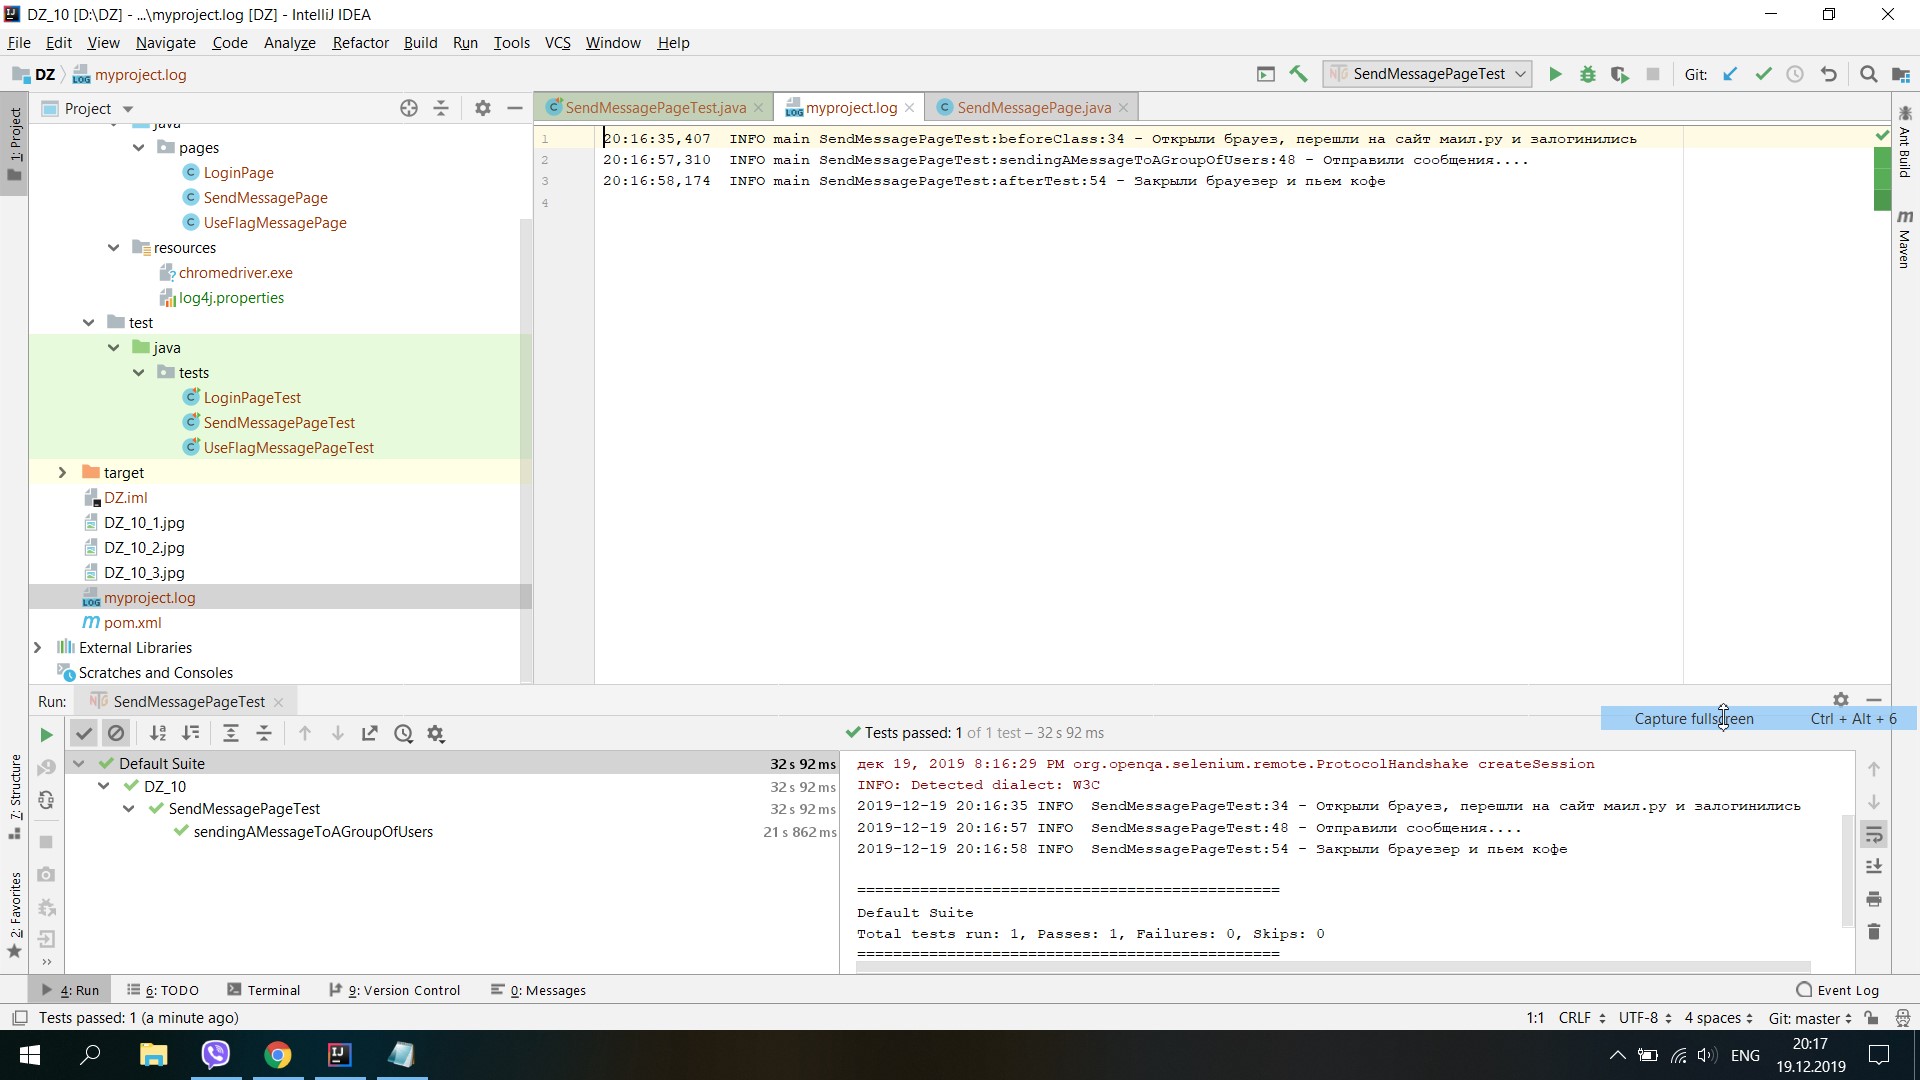 DZ_10 [D:\DZ] - ...\myproject.log [DZ] - IntelliJ IDEA
File Edit View Navigate Code Analyze Refactor Build Run Tools VCS Window Help
DZ myproject.log
SendMessagePageTest
Git:
1: Project
Project
SendMessagePageTest.java
myproject.log
SendMessagePage.java
java
pages
LoginPage
SendMessagePage
UseFlagMessagePage
resources
chromedriver.exe
log4j.properties
test
java
tests
LoginPageTest
SendMessagePageTest
UseFlagMessagePageTest
target
DZ.iml
DZ_10_1.jpg
DZ_10_2.jpg
DZ_10_3.jpg
LOG myproject.log
m pom.xml
External Libraries
Scratches and Consoles
1 20:16:35,407 INFO main SendMessagePageTest:beforeClass:34 - Открыли брауез, перешли на сайт маил.ру и залогинились
2 20:16:57,310 INFO main SendMessagePageTest:sendingAMessageToAGroupOfUsers:48 - Отправили сообщения....
3 20:16:58,174 INFO main SendMessagePageTest:afterTest:54 - Закрыли брауезер и пьем кофе
4
Ant Build
m Maven
Run: SendMessagePageTest
Capture fullscreen Ctrl + Alt + 6
Tests passed: 1 of 1 test – 32 s 92 ms
Default Suite 32 s 92 ms
DZ_10 32 s 92 ms
SendMessagePageTest 32 s 92 ms
sendingAMessageToAGroupOfUsers 21 s 862 ms
дек 19, 2019 8:16:29 PM org.openqa.selenium.remote.ProtocolHandshake createSession
INFO: Detected dialect: W3C
2019-12-19 20:16:35 INFO SendMessagePageTest:34 - Открыли брауез, перешли на сайт маил.ру и залогинились
2019-12-19 20:16:57 INFO SendMessagePageTest:48 - Отправили сообщения....
2019-12-19 20:16:58 INFO SendMessagePageTest:54 - Закрыли брауезер и пьем кофе
===============================================
Default Suite
Total tests run: 1, Passes: 1, Failures: 0, Skips: 0
===============================================
7: Structure
2: Favorites
4: Run 6: TODO Terminal 9: Version Control 0: Messages Event Log
Tests passed: 1 (a minute ago) 1:1 CRLF UTF-8 4 spaces Git: master
ENG
20:17
19.12.2019